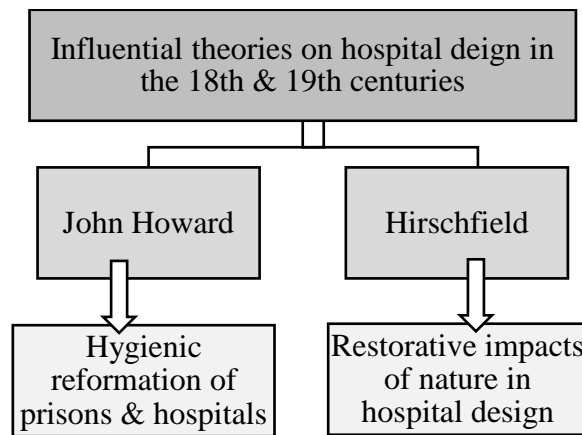 Influential theories on hospital deign in
the 18th & 19th centuries
John Howard
Hirschfield
Hygienic
reformation of
prisons & hospitals
Restorative impacts
of nature in
hospital design